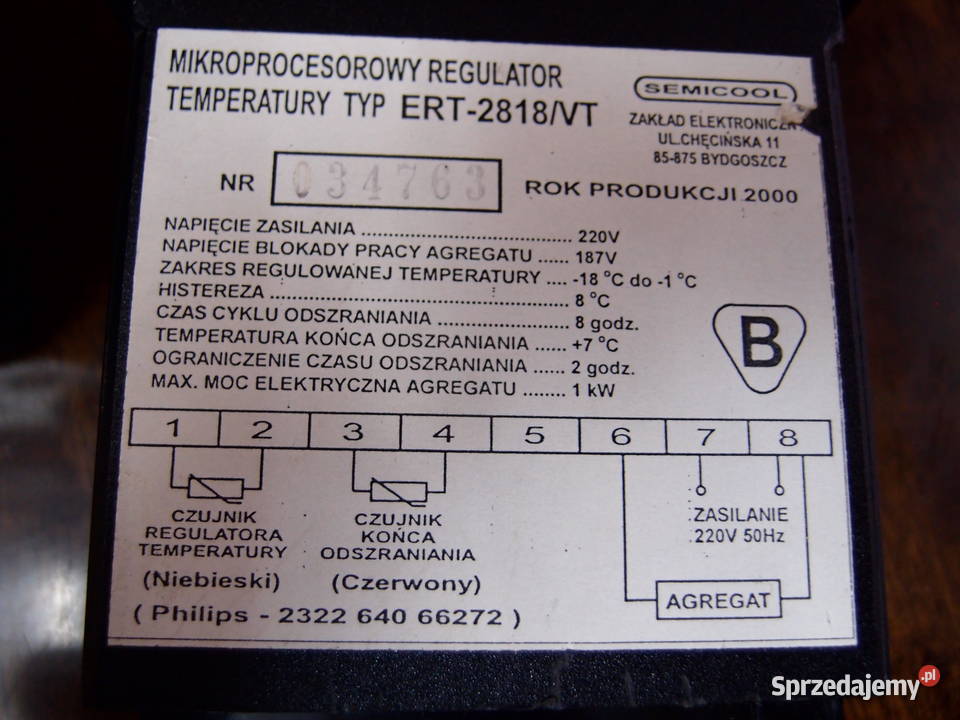 MIKROPROCESOROWY REGULATOR
TEMPERATURY TYP ERT-2818/VT
SEMICOOL
ZAKŁAD ELEKTRONICZN
UL.CHĘCIŃSKA 11
85-875 BYDGOSZCZ
NR 034763 ROK PRODUKCJI 2000
NAPIĘCIE ZASILANIA ................................... 220V
NAPIĘCIE BLOKADY PRACY AGREGATU ...... 187V
ZAKRES REGULOWANEJ TEMPERATURY .... -18 °C do -1 °C
HISTEREZA .................................................. 8 °C
CZAS CYKLU ODSZRANIANIA ...................... 8 godz.
TEMPERATURA KOŃCA ODSZRANIANIA ...... +7 °C
OGRANICZENIE CZASU ODSZRANIANIA ...... 2 godz.
MAX. MOC ELEKTRYCZNA AGREGATU ......... 1 kW
B
1 2 3 4 5 6 7 8
CZUJNIK
REGULATORA
TEMPERATURY
(Niebieski)
CZUJNIK
KOŃCA
ODSZRANIANIA
(Czerwony)
ZASILANIE
220V 50Hz
AGREGAT
( Philips - 2322 640 66272 )
Sprzedajemy.pl